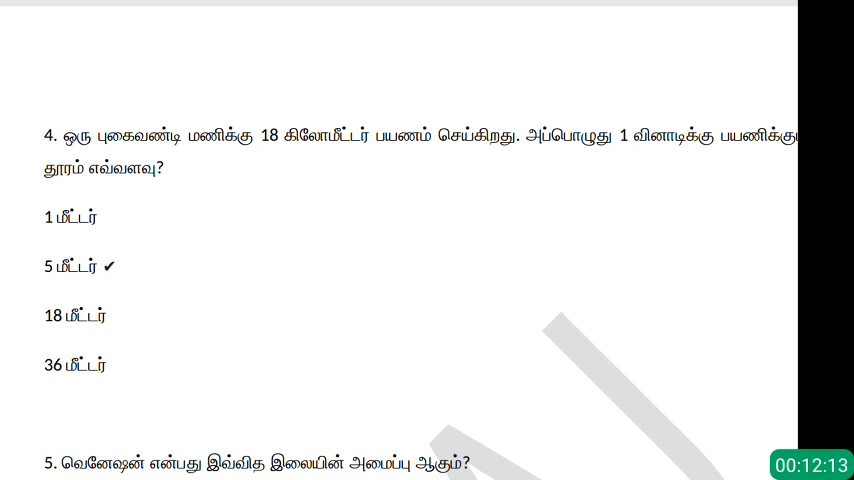 4. ஒரு புகைவண்டி மணிக்கு 18 கிலோமீட்டர் பயணம் செய்கிறது. அப்பொழுது 1 வினாடிக்கு
தூரம் எவ்வளவு?
1 மீட்டர்
5 மீட்டர் ✔
18 மீட்டர்
36 மீட்டர்
5. வெனேஷன் என்பது இவ்வித இலையின் அமைப்பு ஆகும்?
00:12:13